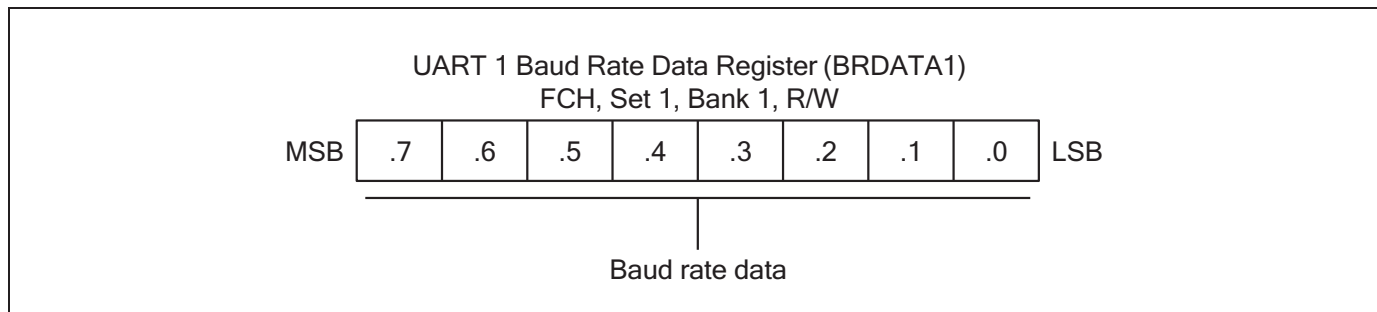 UART 1 Baud Rate Data Register (BRDATA1)
FCH, Set 1, Bank 1, R/W
MSB .7 .6 .5 .4 .3 .2 .1 .0 LSB
Baud rate data